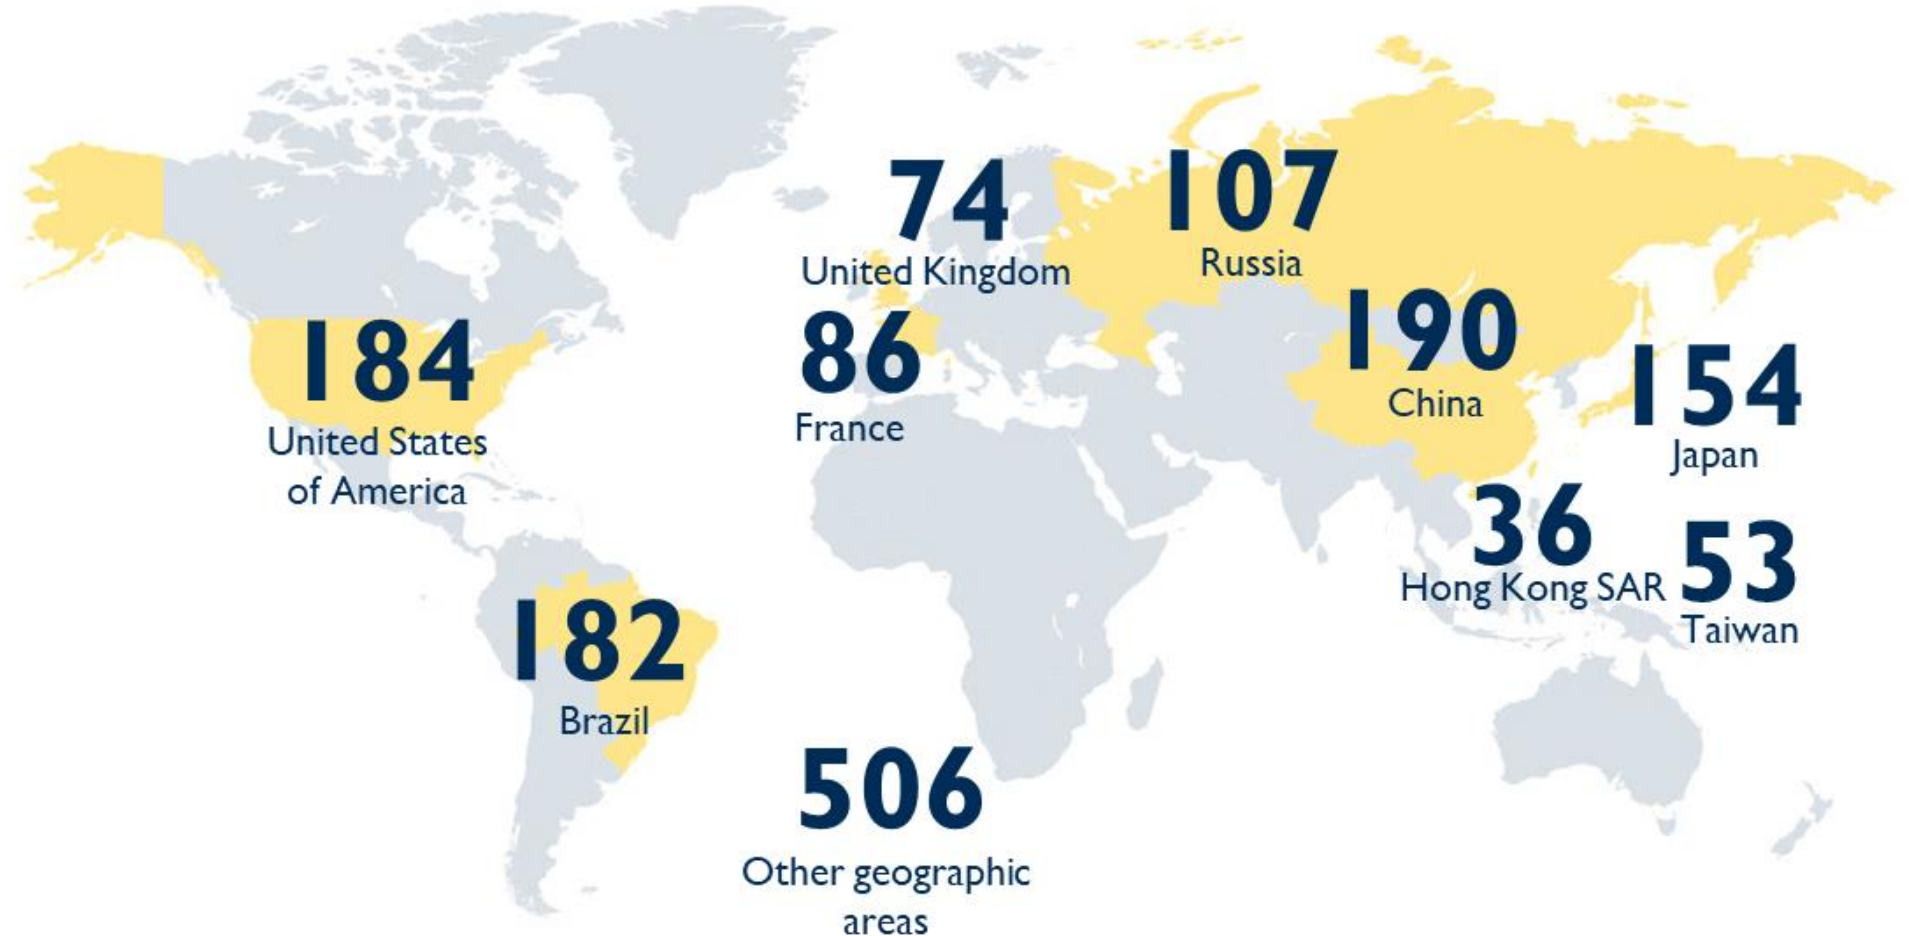 74
United Kingdom
107
Russia
184
United States
of America
86
France
190
China
154
Japan
36
Hong Kong SAR
53
Taiwan
182
Brazil
506
Other geographic
areas